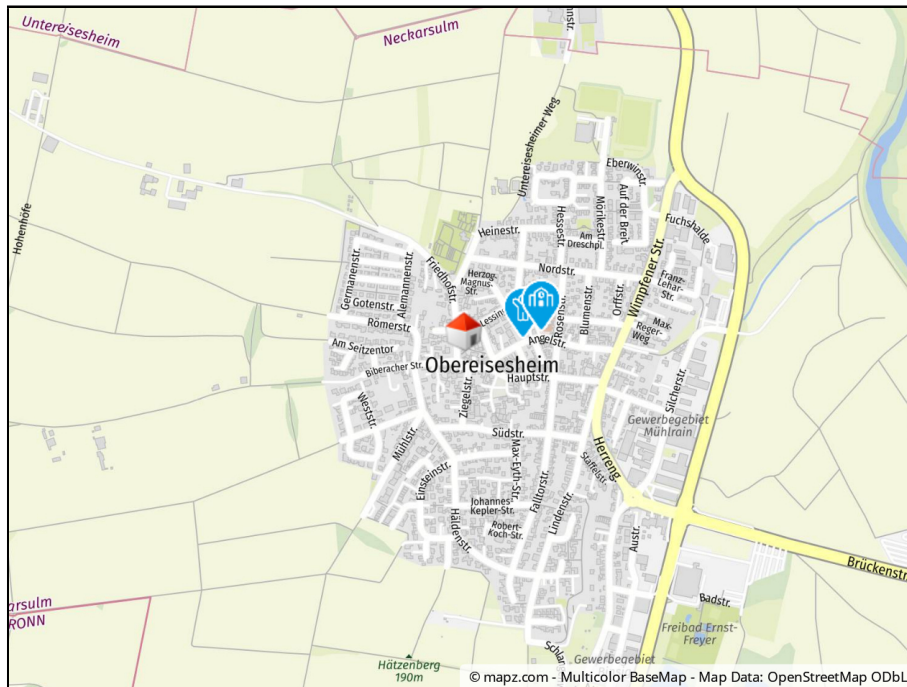 Untereisesheim
Neckarsulm
nnstr.
Untereisesheimer Weg
Hohenhöfe
Eberwinstr.
Auf der Breit
Mörikestr.
Hessestr.
Am
Dreschpl.
Fuchshalde
Heinestr.
Friedhofstr.
Herzog-
Magnus-
Str.
Nordstr.
Franz-
Lehar-
Str.
Wimpfener Str.
Germanenstr.
Alemannenstr.
Gotenstr.
Römerstr.
Lessin
Rosenstr.
Blumenstr.
Orffstr.
Max-
Reger-
Weg
Angelstr.
Am Seitzentor
Biberacher Str.
Obereisesheim
Hauptstr.
Ziegelstr.
Silcherstr.
Weststr.
Mühlstr.
Gewerbegebiet
Mühlrain
Südstr.
Herreng
Staffelstr.
Max-Eyth-Str.
Einsteinstr.
Falltorstr.
Lindenstr.
Johannes-
Kepler-Str.
Robert-
Koch-Str.
Häldenstr.
Austr.
Brückenstr.
Badstr.
Freibad Ernst-
Freyer
arsulm
RONN
Schlar
Hätzenberg
190m
Gewerbegebiet
© mapz.com - Multicolor BaseMap - Map Data: OpenStreetMap ODbL